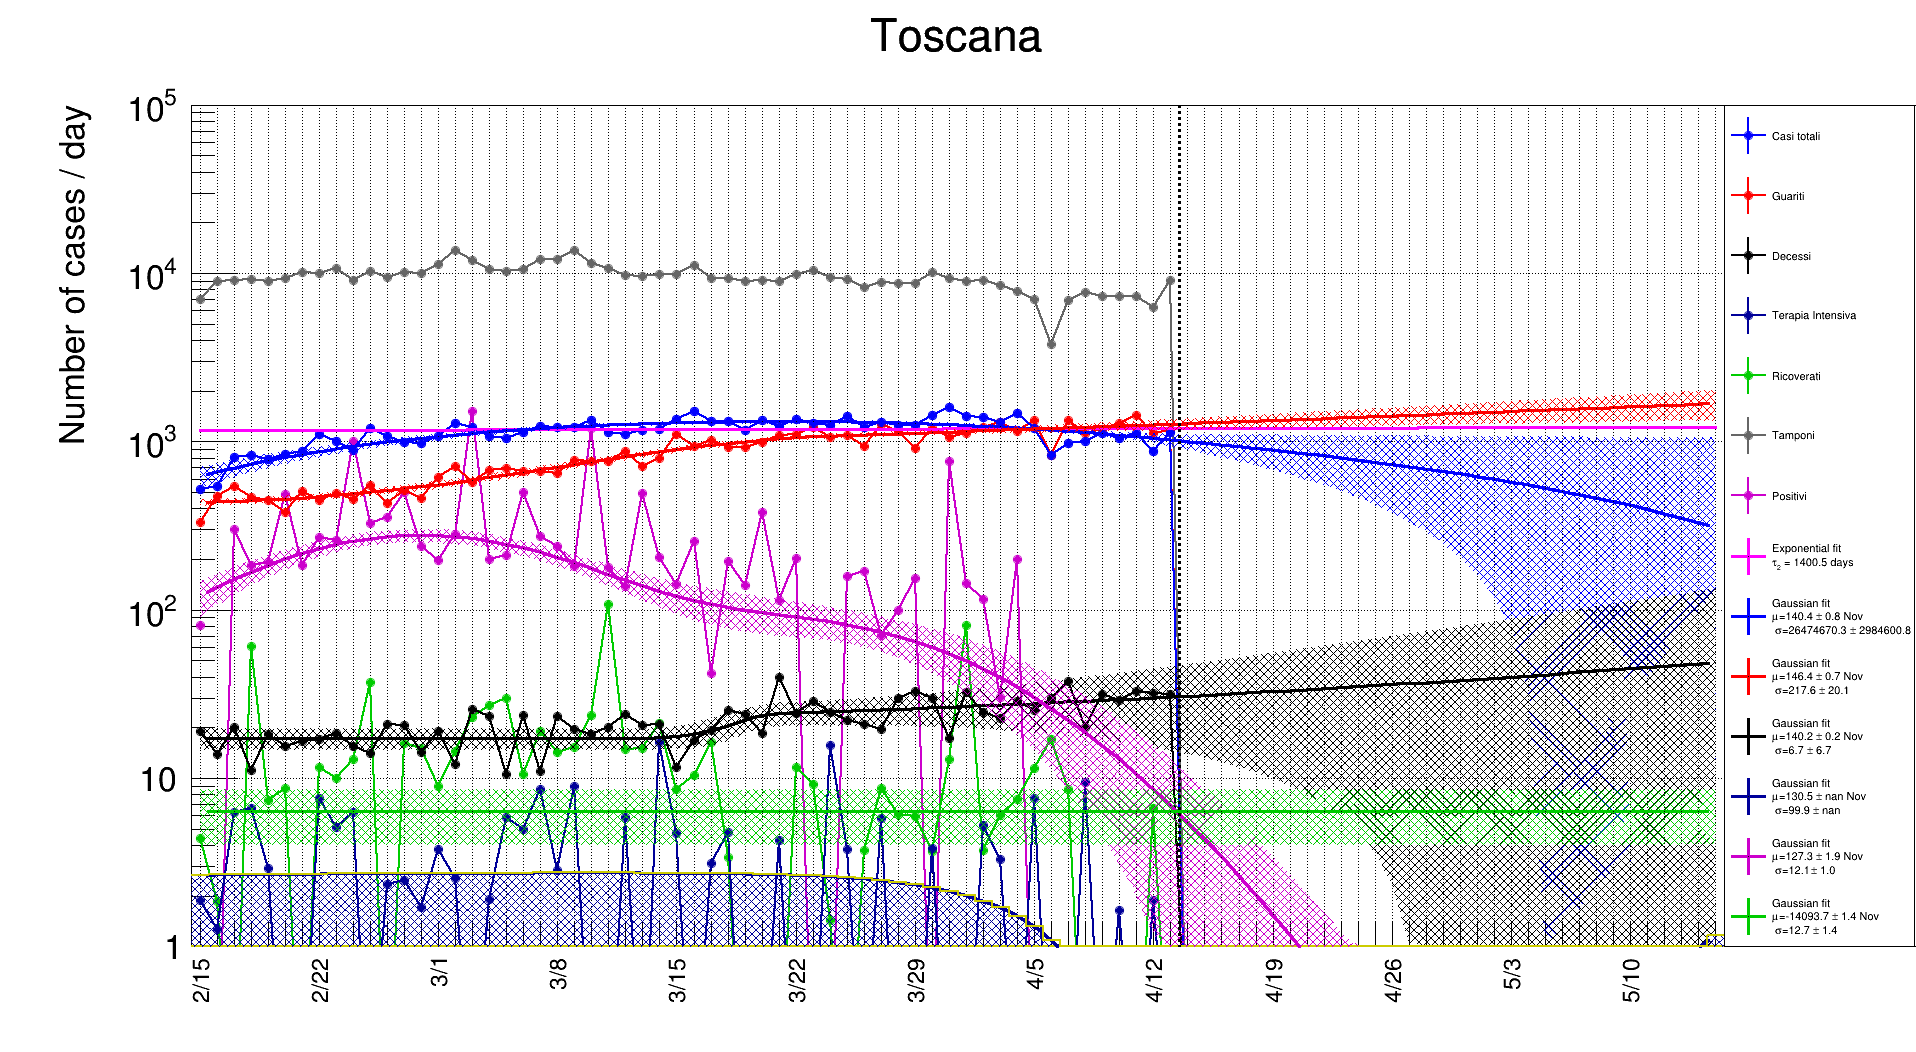 Toscana
Number of cases / day
10^5
10^4
10^3
10^2
10
1
2/15
2/22
3/1
3/8
3/15
3/22
3/29
4/5
4/12
4/19
4/26
5/3
5/10
Casi totali
Guariti
Decessi
Terapia Intensiva
Ricoverati
Tamponi
Positivi
Exponential fit
τ_2 = 1400.5 days
Gaussian fit
μ=140.4 ± 0.8 Nov
σ=26474670.3 ± 2984600.8
Gaussian fit
μ=146.4 ± 0.7 Nov
σ=217.6 ± 20.1
Gaussian fit
μ=140.2 ± 0.2 Nov
σ=6.7 ± 6.7
Gaussian fit
μ=130.5 ± nan Nov
σ=99.9 ± nan
Gaussian fit
μ=127.3 ± 1.9 Nov
σ=12.1 ± 1.0
Gaussian fit
μ=-14093.7 ± 1.4 Nov
σ=12.7 ± 1.4